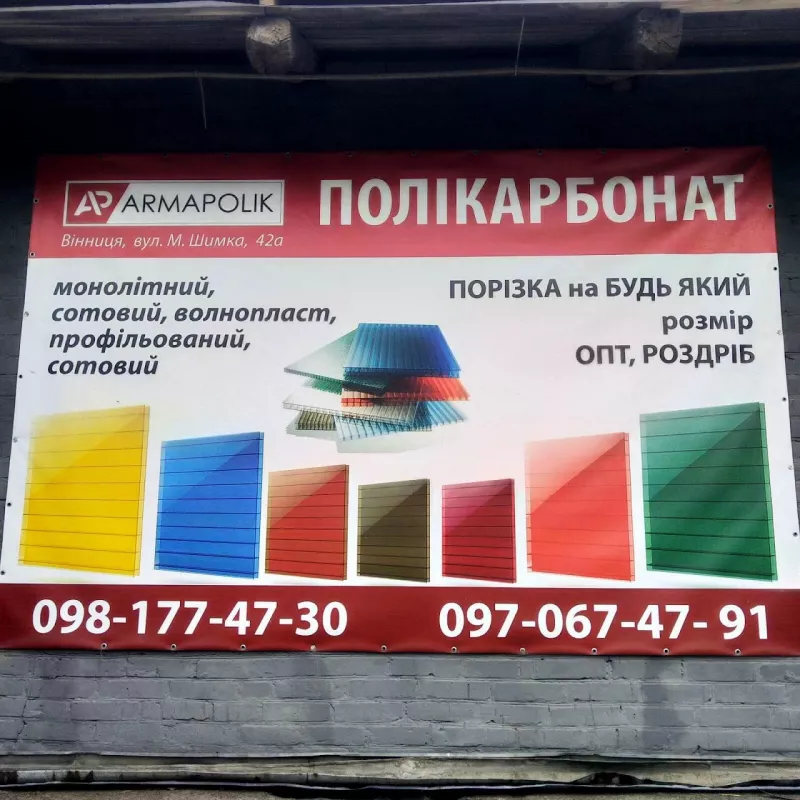 AP ARMAPOLIK
Вінниця, вул. М. Шимка, 42а
ПОЛІКАРБОНАТ
монолітний,
сотовий, волнопласт,
профільований,
сотовий
ПОРІЗКА на БУДЬ ЯКИЙ
розмір
ОПТ, РОЗДРІБ
098-177-47-30
097-067-47- 91